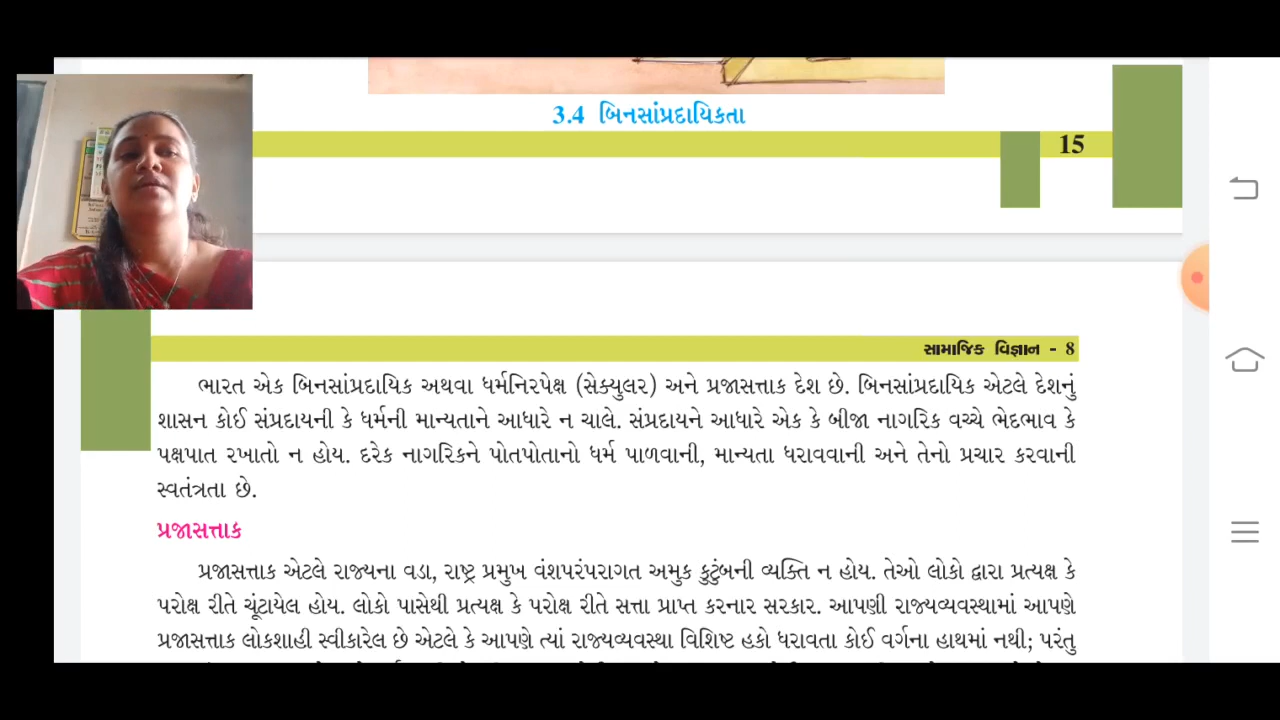 3.4 બિનસાંપ્રદાયિકતા
15
સામાજિક વિજ્ઞાન - 8
ભારત એક બિનસાંપ્રદાયિક અથવા ધર્મનિરપેક્ષ (સેક્યુલર) અને પ્રજાસત્તાક દેશ છે. બિનસાંપ્રદાયિક એટલે દેશનું
શાસન કોઈ સંપ્રદાયની કે ધર્મની માન્યતાને આધારે ન ચાલે. સંપ્રદાયને આધારે એક કે બીજા નાગરિક વચ્ચે ભેદભાવ કે
પક્ષપાત રખાતો ન હોય. દરેક નાગરિકને પોતપોતાનો ધર્મ પાળવાની, માન્યતા ધરાવવાની અને તેનો પ્રચાર કરવાની
સ્વતંત્રતા છે.
પ્રજાસત્તાક
પ્રજાસત્તાક એટલે રાજ્યના વડા, રાષ્ટ્ર પ્રમુખ વંશપરંપરાગત અમુક કુટુંબની વ્યક્તિ ન હોય. તેઓ લોકો દ્વારા પ્રત્યક્ષ કે
પરોક્ષ રીતે ચૂંટાયેલ હોય. લોકો પાસેથી પ્રત્યક્ષ કે પરોક્ષ રીતે સત્તા પ્રાપ્ત કરનાર સરકાર. આપણી રાજ્યવ્યવસ્થામાં આપણે
પ્રજાસત્તાક લોકશાહી સ્વીકારેલ છે એટલે કે આપણે ત્યાં રાજ્યવ્યવસ્થા વિશિષ્ટ હકો ધરાવતા કોઈ વર્ગના હાથમાં નથી; પરંતુ